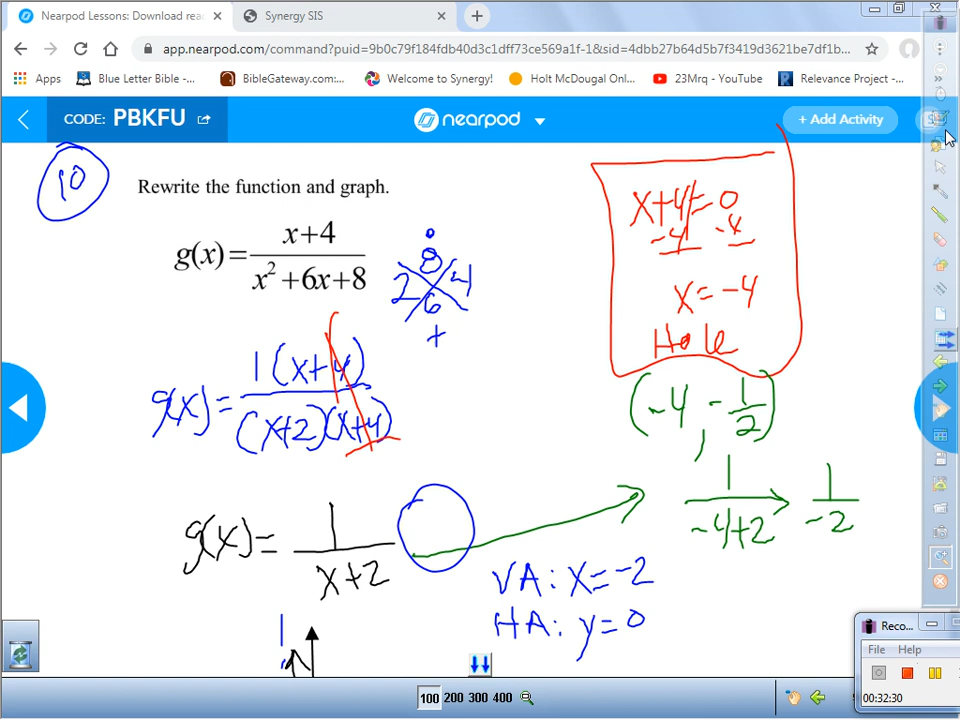 Nearpod Lessons: Download rea
Synergy SIS
app.nearpod.com/command?puid=9b0c79f184fdb40d3c1dff73ce569a1f-1&sid=4dbb27b64d5b7f3419d3621be7df1b...
Apps Blue Letter Bible -... BibleGateway.com:... Welcome to Synergy! Holt McDougal Onl... 23Mrq - YouTube Relevance Project -...
CODE: PBKFU nearpod + Add Activity
10
Rewrite the function and graph.
g(x) = (x+4)/(x²+6x+8)
8
2 4
6
+
x+4=0
-4 -4
x = -4
Hole
g(x) = 1(x+4)/((x+2)(x+4))
(-4, -1/2)
1/(-4+2) → 1/-2
g(x) = 1/(x+2)
VA: x = -2
HA: y = 0
100 200 300 400
Reco...
File Help
00:32:30